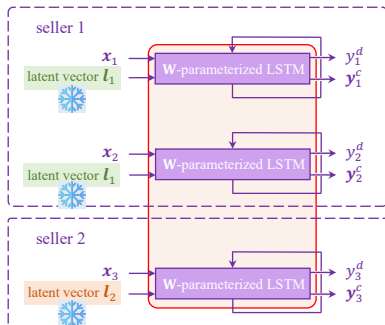 seller 1
x₁
W-parameterized LSTM
y₁ᵈ
latent vector l₁
y₁ᶜ
x₂
W-parameterized LSTM
y₂ᵈ
latent vector l₁
y₂ᶜ
seller 2
x₃
W-parameterized LSTM
y₃ᵈ
latent vector l₂
y₃ᶜ